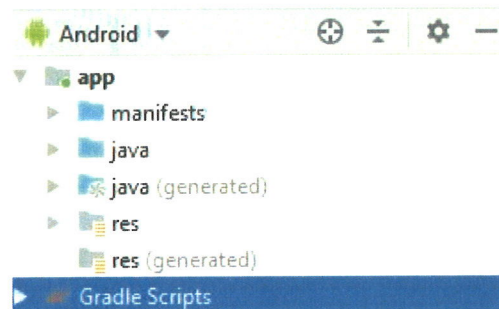 Android
app
manifests
java
java (generated)
res
res (generated)
Gradle Scripts